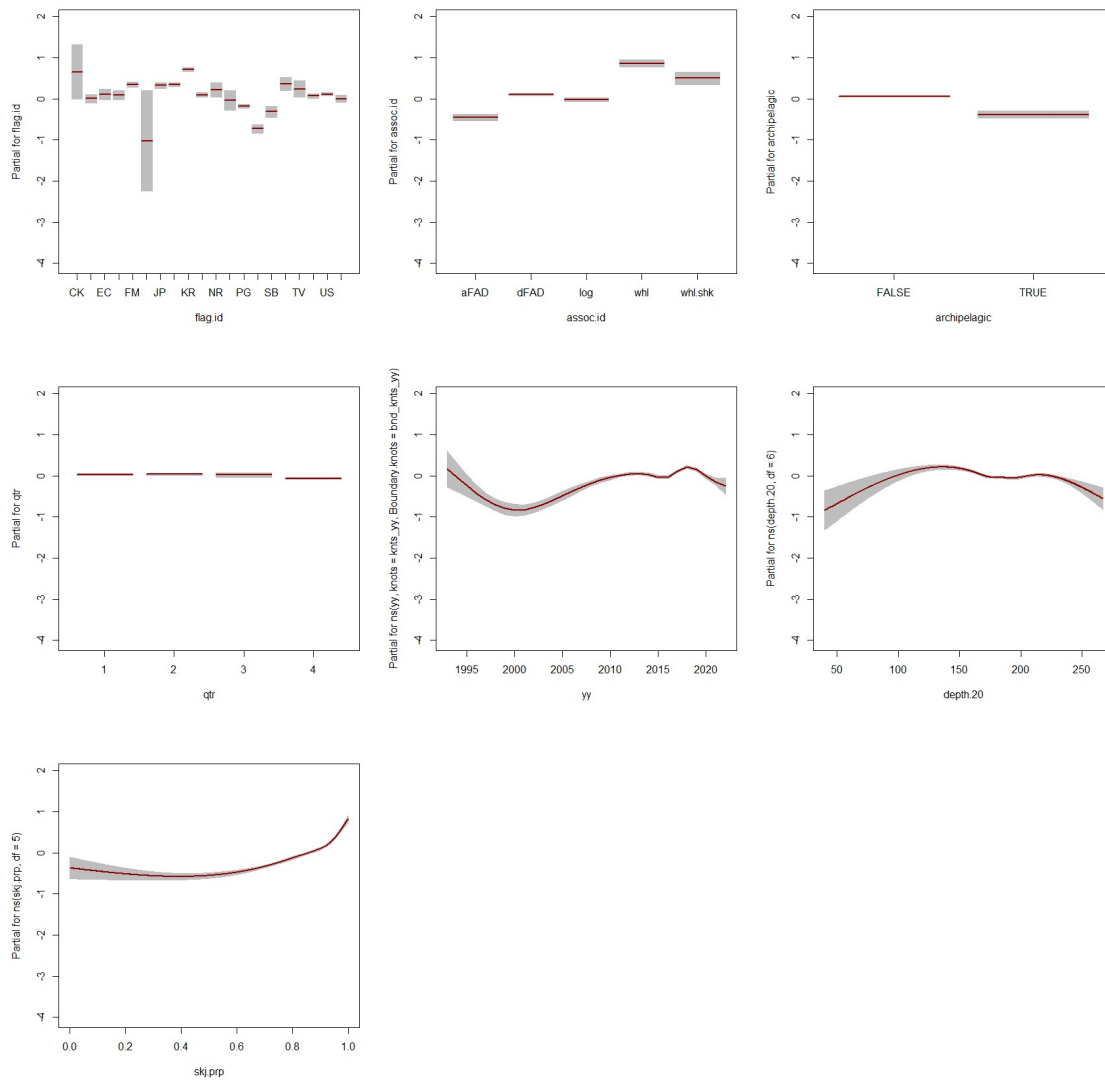 Partial for flag.id
2
1
0
-1
-2
-3
-4
CK EC FM JP KR NR PG SB TV US
flag.id
Partial for assoc.id
2
1
0
-1
-2
-3
-4
aFAD dFAD log whl whl.shk
assoc.id
Partial for archipelagic
2
1
0
-1
-2
-3
-4
FALSE TRUE
archipelagic
Partial for qtr
2
1
0
-1
-2
-3
-4
1 2 3 4
qtr
Partial for ns(yy, knots = knts_yy, Boundary.knots = bnd_knts_yy)
2
1
0
-1
-2
-3
-4
1995 2000 2005 2010 2015 2020
yy
Partial for ns(depth.20, df = 6)
2
1
0
-1
-2
-3
-4
50 100 150 200 250
depth.20
Partial for ns(skj.prp, df = 5)
2
1
0
-1
-2
-3
-4
0.0 0.2 0.4 0.6 0.8 1.0
skj.prp